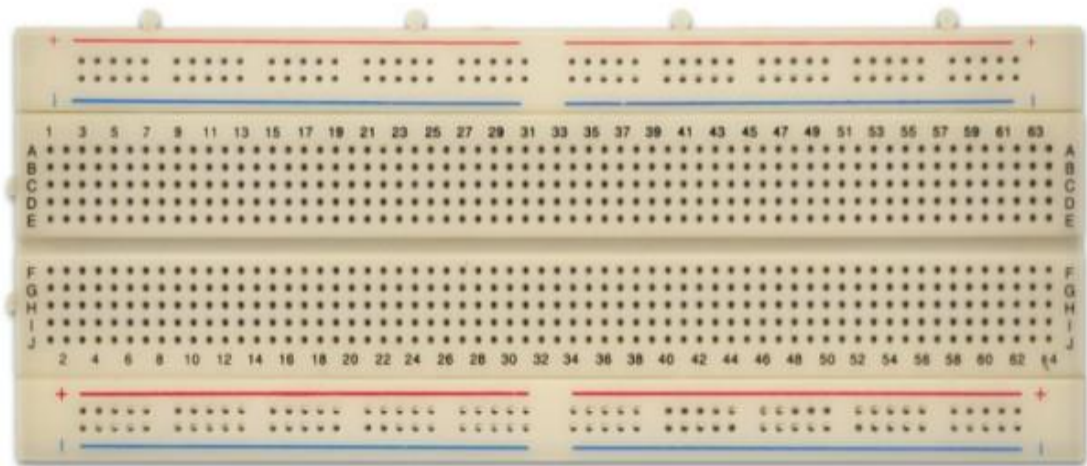 + +
- -
1 3 5 7 9 11 13 15 17 19 21 23 25 27 29 31 33 35 37 39 41 43 45 47 49 51 53 55 57 59 61 63
A A
B B
C C
D D
E E
F F
G G
H H
I I
J J
2 4 6 8 10 12 14 16 18 20 22 24 26 28 30 32 34 36 38 40 42 44 46 48 50 52 54 56 58 60 62 64
+ +
- -